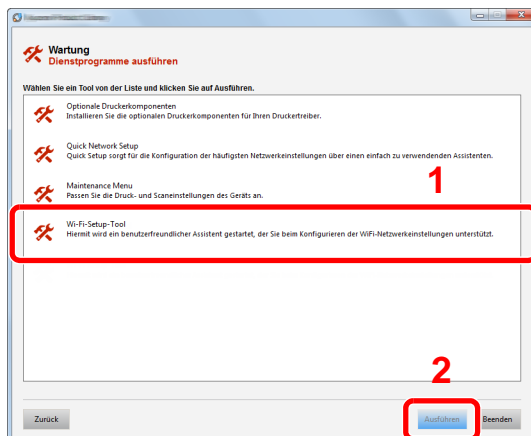 Wartung
Dienstprogramme ausführen
Wählen Sie ein Tool von der Liste und klicken Sie auf Ausführen.
Optionale Druckerkomponenten
Installieren Sie die optionalen Druckerkomponenten für Ihren Druckertreiber.
Quick Network Setup
Quick Setup sorgt für die Konfiguration der häufigsten Netzwerkeinstellungen über einen einfach zu verwendenden Assistenten.
Maintenance Menu
Passen Sie die Druck- und Scaneinstellungen des Geräts an.
1
Wi-Fi-Setup-Tool
Hiermit wird ein benutzerfreundlicher Assistent gestartet, der Sie beim Konfigurieren der WiFi-Netzwerkeinstellungen unterstützt.
2
Zurück
Ausführen
Beenden